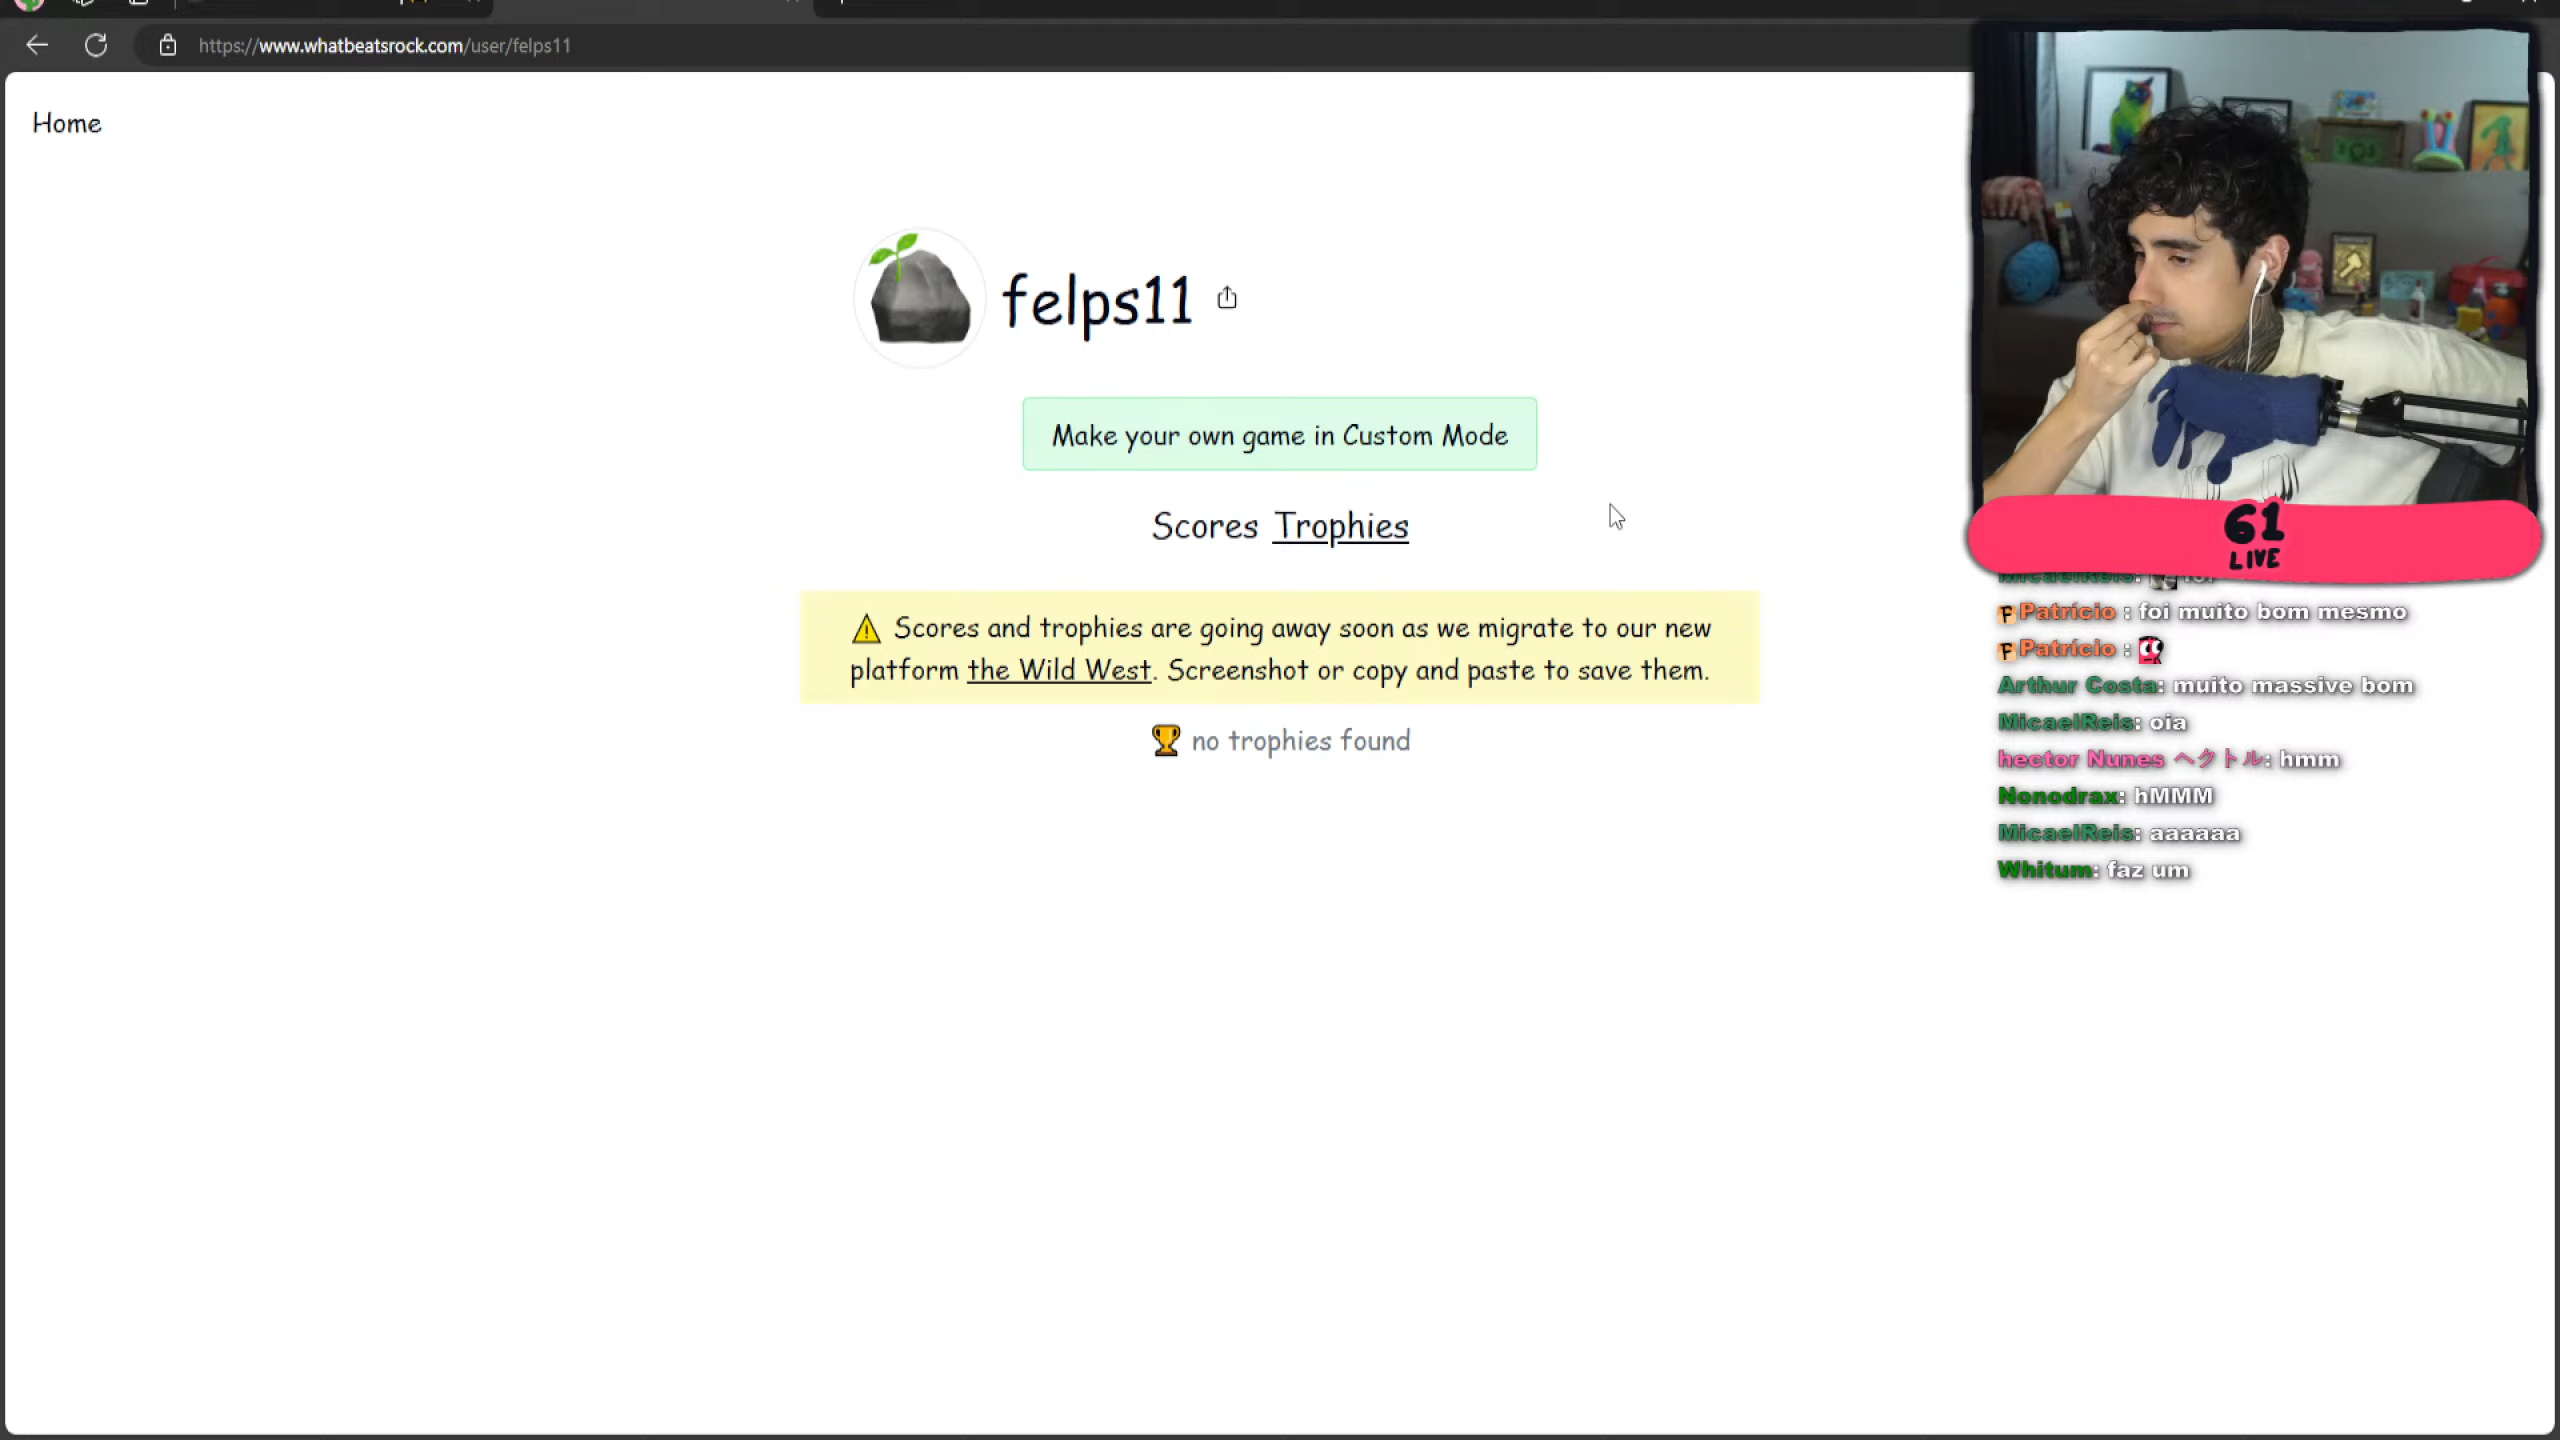 https://www.whatbeatsrock.com/user/felps11
Home
felps11
Make your own game in Custom Mode
Scores Trophies
⚠ Scores and trophies are going away soon as we migrate to our new
platform the Wild West. Screenshot or copy and paste to save them.
🏆 no trophies found
61
LIVE
MicaelReis:
Patrício : foi muito bom mesmo
Patrício :
Arthur Costa: muito massive bom
MicaelReis: oia
hector Nunes ヘクトル: hmm
Nonodrax: hMMM
MicaelReis: aaaaaa
Whitum: faz um